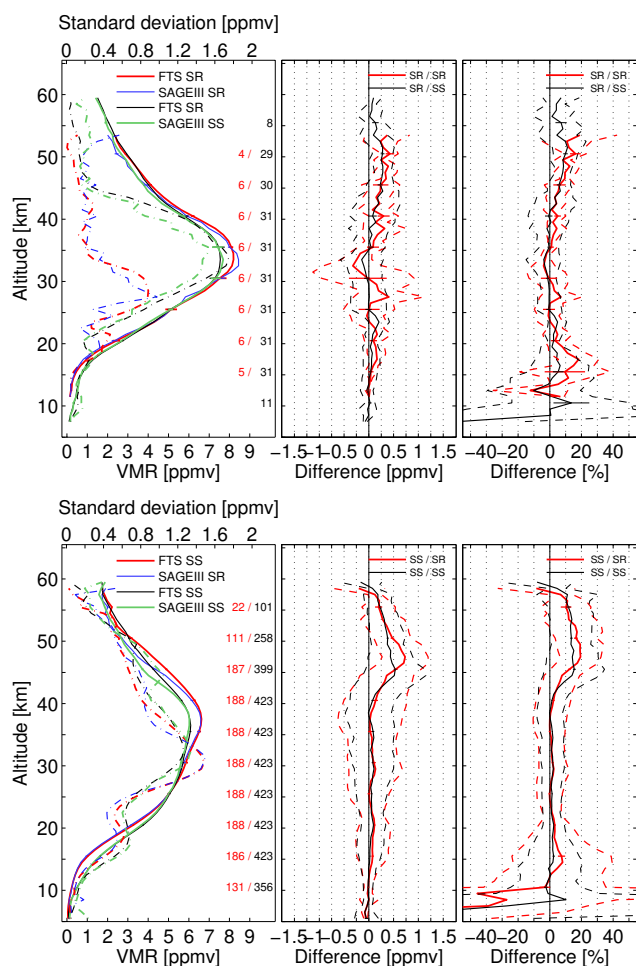 Standard deviation [ppmv]
0 0.4 0.8 1.2 1.6 2
FTS SR
SAGEIII SR
FTS SR
SAGEIII SS
SR / SR
SR / SS
SR / SR
SR / SS
60
50
40
30
20
10
Altitude [km]
8
4 / 29
6 / 30
6 / 31
6 / 31
6 / 31
6 / 31
6 / 31
5 / 31
11
0 1 2 3 4 5 6 7 8 9
VMR [ppmv]
−1.5−1−0.5 0 0.5 1 1.5
Difference [ppmv]
−40−20 0 20 40
Difference [%]
Standard deviation [ppmv]
0 0.4 0.8 1.2 1.6 2
FTS SS
SAGEIII SR
FTS SS
SAGEIII SS
SS / SR
SS / SS
SS / SR
SS / SS
60
50
40
30
20
10
Altitude [km]
22 / 101
111 / 258
187 / 399
188 / 423
188 / 423
188 / 423
188 / 423
188 / 423
186 / 423
131 / 356
0 1 2 3 4 5 6 7 8 9
VMR [ppmv]
−1.5−1−0.5 0 0.5 1 1.5
Difference [ppmv]
−40−20 0 20 40
Difference [%]